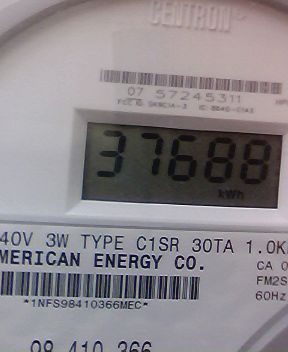 CENTRON
07 57245311
37688
kWh
40V 3W TYPE C1SR 30TA 1.0K
MERICAN ENERGY CO.
CA 0
FM2S
60Hz
*1NFS98410366MEC*
98 410 366